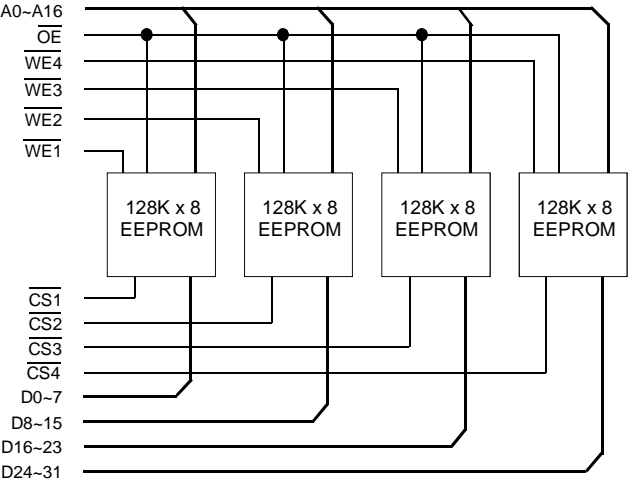 A0~A16
OE
WE4
WE3
WE2
WE1
128K x 8
EEPROM
128K x 8
EEPROM
128K x 8
EEPROM
128K x 8
EEPROM
CS1
CS2
CS3
CS4
D0~7
D8~15
D16~23
D24~31